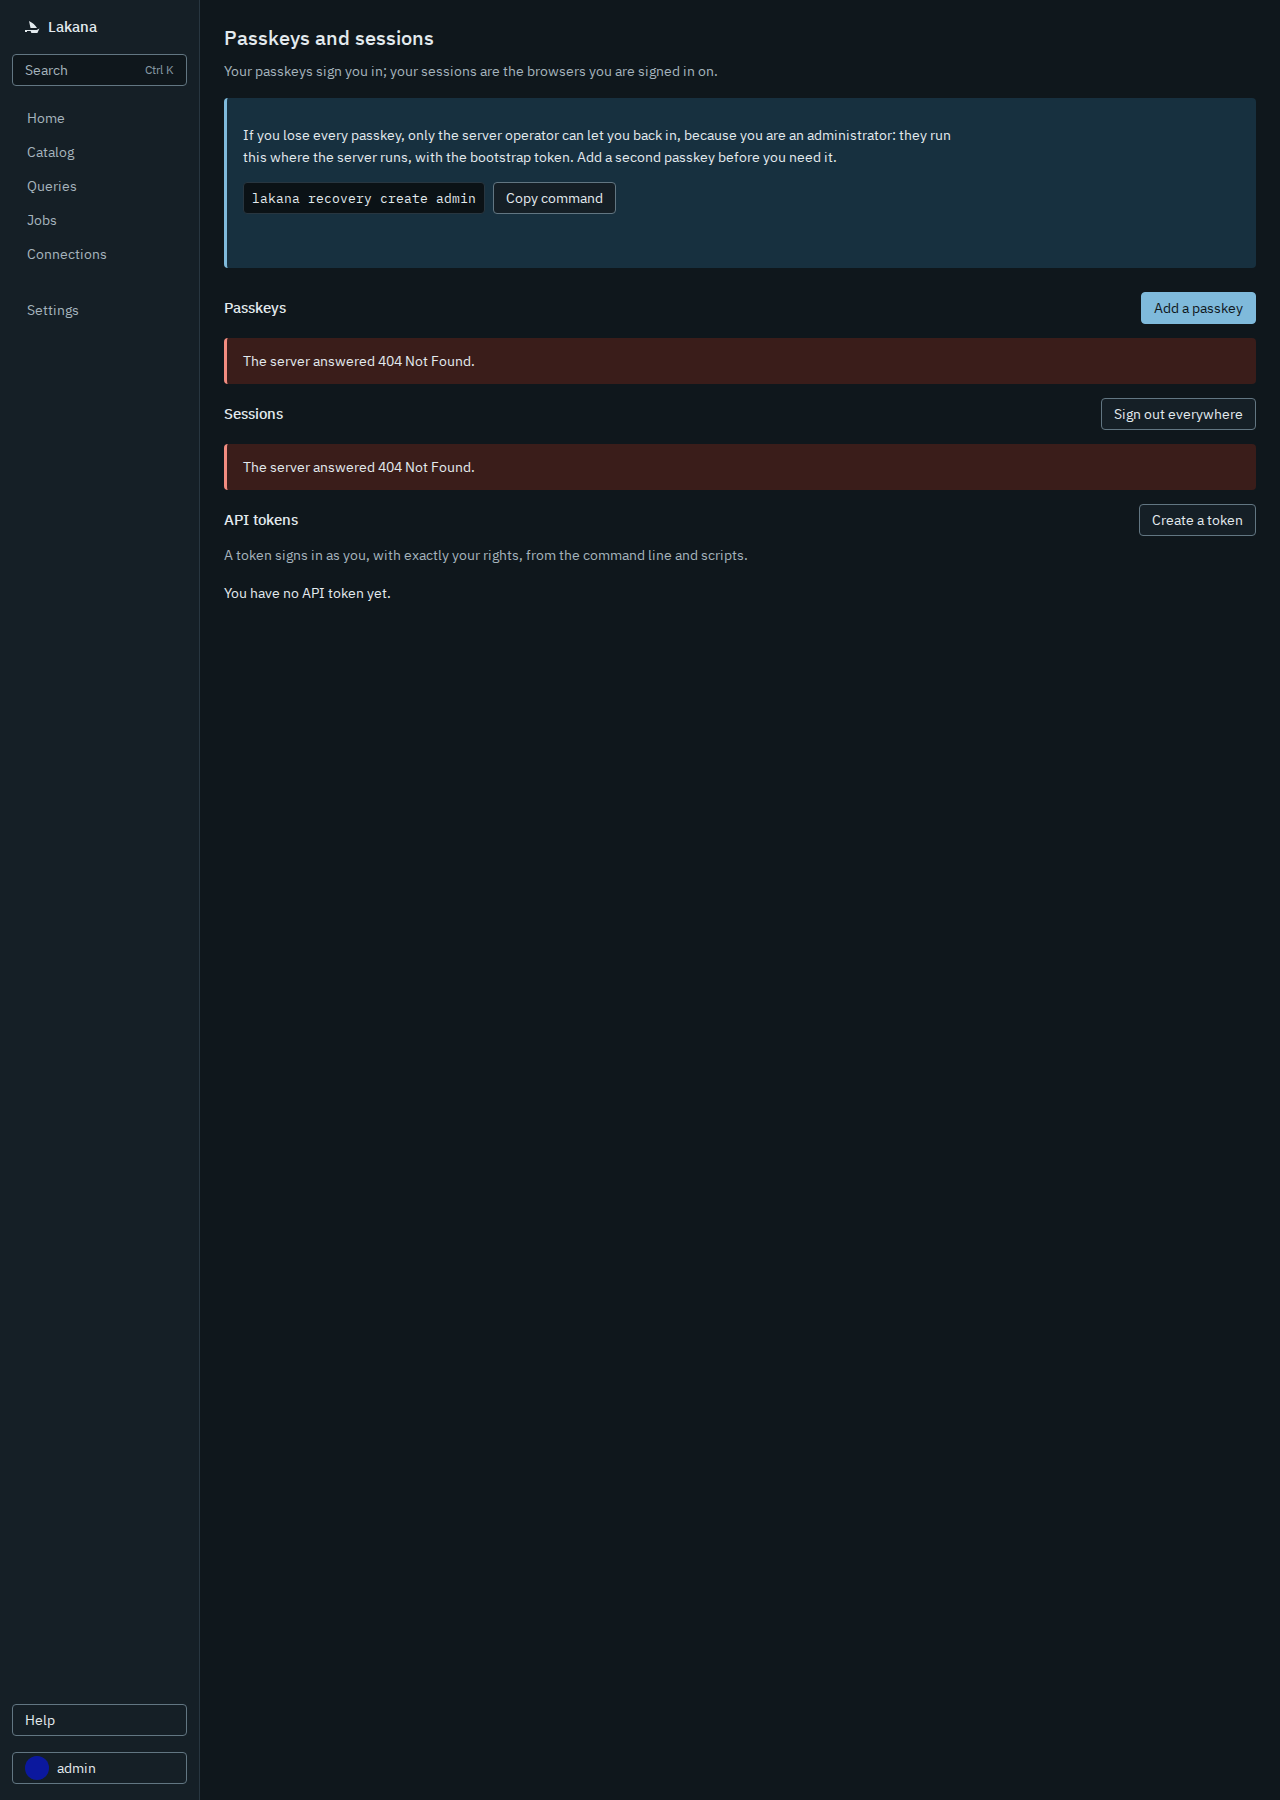 Lakana
Search Ctrl K
Home
Catalog
Queries
Jobs
Connections
Settings
Help
admin
Passkeys and sessions
Your passkeys sign you in; your sessions are the browsers you are signed in on.
If you lose every passkey, only the server operator can let you back in, because you are an administrator: they run
this where the server runs, with the bootstrap token. Add a second passkey before you need it.
lakana recovery create admin Copy command
Passkeys Add a passkey
The server answered 404 Not Found.
Sessions Sign out everywhere
The server answered 404 Not Found.
API tokens Create a token
A token signs in as you, with exactly your rights, from the command line and scripts.
You have no API token yet.